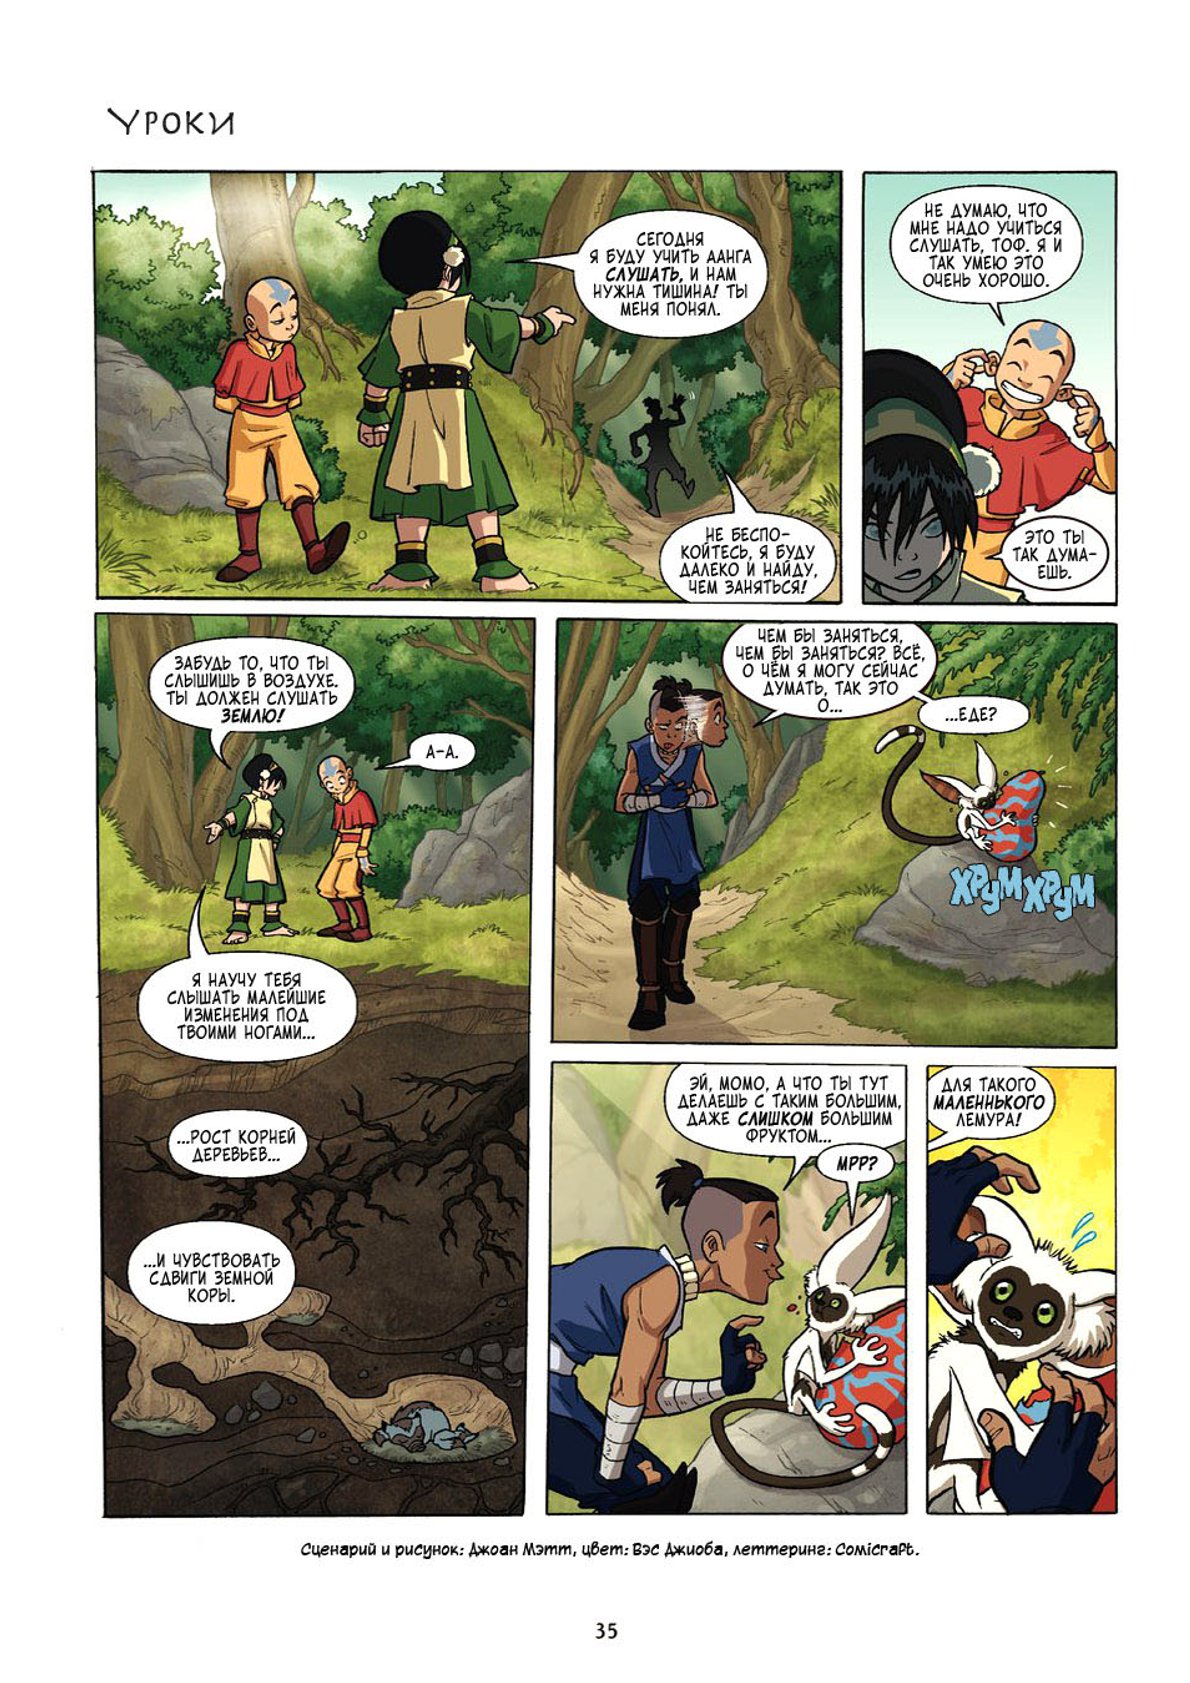 Уроки
СЕГОДНЯ
Я БУДУ УЧИТЬ ААНГА
СЛУШАТЬ, И НАМ
НУЖНА ТИШИНА! ТЫ
МЕНЯ ПОНЯЛ.
НЕ БЕСПО-
КОЙТЕСЬ, Я БУДУ
ДАЛЕКО И НАЙДУ,
ЧЕМ ЗАНЯТЬСЯ!
НЕ ДУМАЮ, ЧТО
МНЕ НАДО УЧИТЬСЯ
СЛУШАТЬ, ТОФ. Я И
ТАК УМЕЮ ЭТО
ОЧЕНЬ ХОРОШО.
ЭТО ТЫ
ТАК ДУМА-
ЕШЬ.
ЗАБУДЬ ТО, ЧТО ТЫ
СЛЫШИШЬ В ВОЗДУХЕ.
ТЫ ДОЛЖЕН СЛУШАТЬ
ЗЕМЛЮ!
А-А.
Я НАУЧУ ТЕБЯ
СЛЫШАТЬ МАЛЕЙШИЕ
ИЗМЕНЕНИЯ ПОД
ТВОИМИ НОГАМИ...
...РОСТ КОРНЕЙ
ДЕРЕВЬЕВ...
...И ЧУВСТВОВАТЬ
СДВИГИ ЗЕМНОЙ
КОРЫ.
ЧЕМ БЫ ЗАНЯТЬСЯ,
ЧЕМ БЫ ЗАНЯТЬСЯ? ВСЁ,
О ЧЁМ Я МОГУ СЕЙЧАС
ДУМАТЬ, ТАК ЭТО
О...
...ЕДЕ?
ХРУМ ХРУМ
ЭЙ, МОМО, А ЧТО ТЫ ТУТ
ДЕЛАЕШЬ С ТАКИМ БОЛЬШИМ,
ДАЖЕ СЛИШКОМ БОЛЬШИМ
ФРУКТОМ...
МРР?
ДЛЯ ТАКОГО
МАЛЕНЬКОГО
ЛЕМУРА!
Сценарий и рисунок: Джоан Мэтт, цвет: Вэс Джиоба, леттеринг: Comicraft.
35